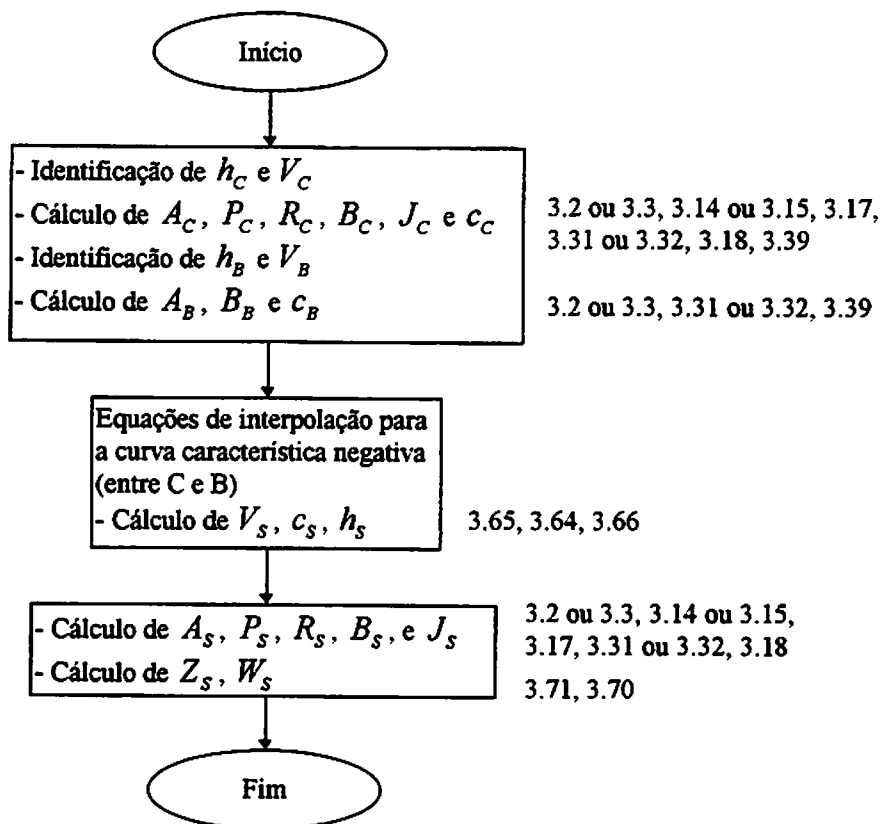 Início
- Identificação de h_C e V_C
- Cálculo de A_C, P_C, R_C, B_C, J_C e c_C
3.2 ou 3.3, 3.14 ou 3.15, 3.17,
3.31 ou 3.32, 3.18, 3.39
- Identificação de h_B e V_B
- Cálculo de A_B, B_B e c_B
3.2 ou 3.3, 3.31 ou 3.32, 3.39
Equações de interpolação para
a curva característica negativa
(entre C e B)
- Cálculo de V_S, c_S, h_S
3.65, 3.64, 3.66
- Cálculo de A_S, P_S, R_S, B_S, e J_S
3.2 ou 3.3, 3.14 ou 3.15,
3.17, 3.31 ou 3.32, 3.18
- Cálculo de Z_S, W_S
3.71, 3.70
Fim